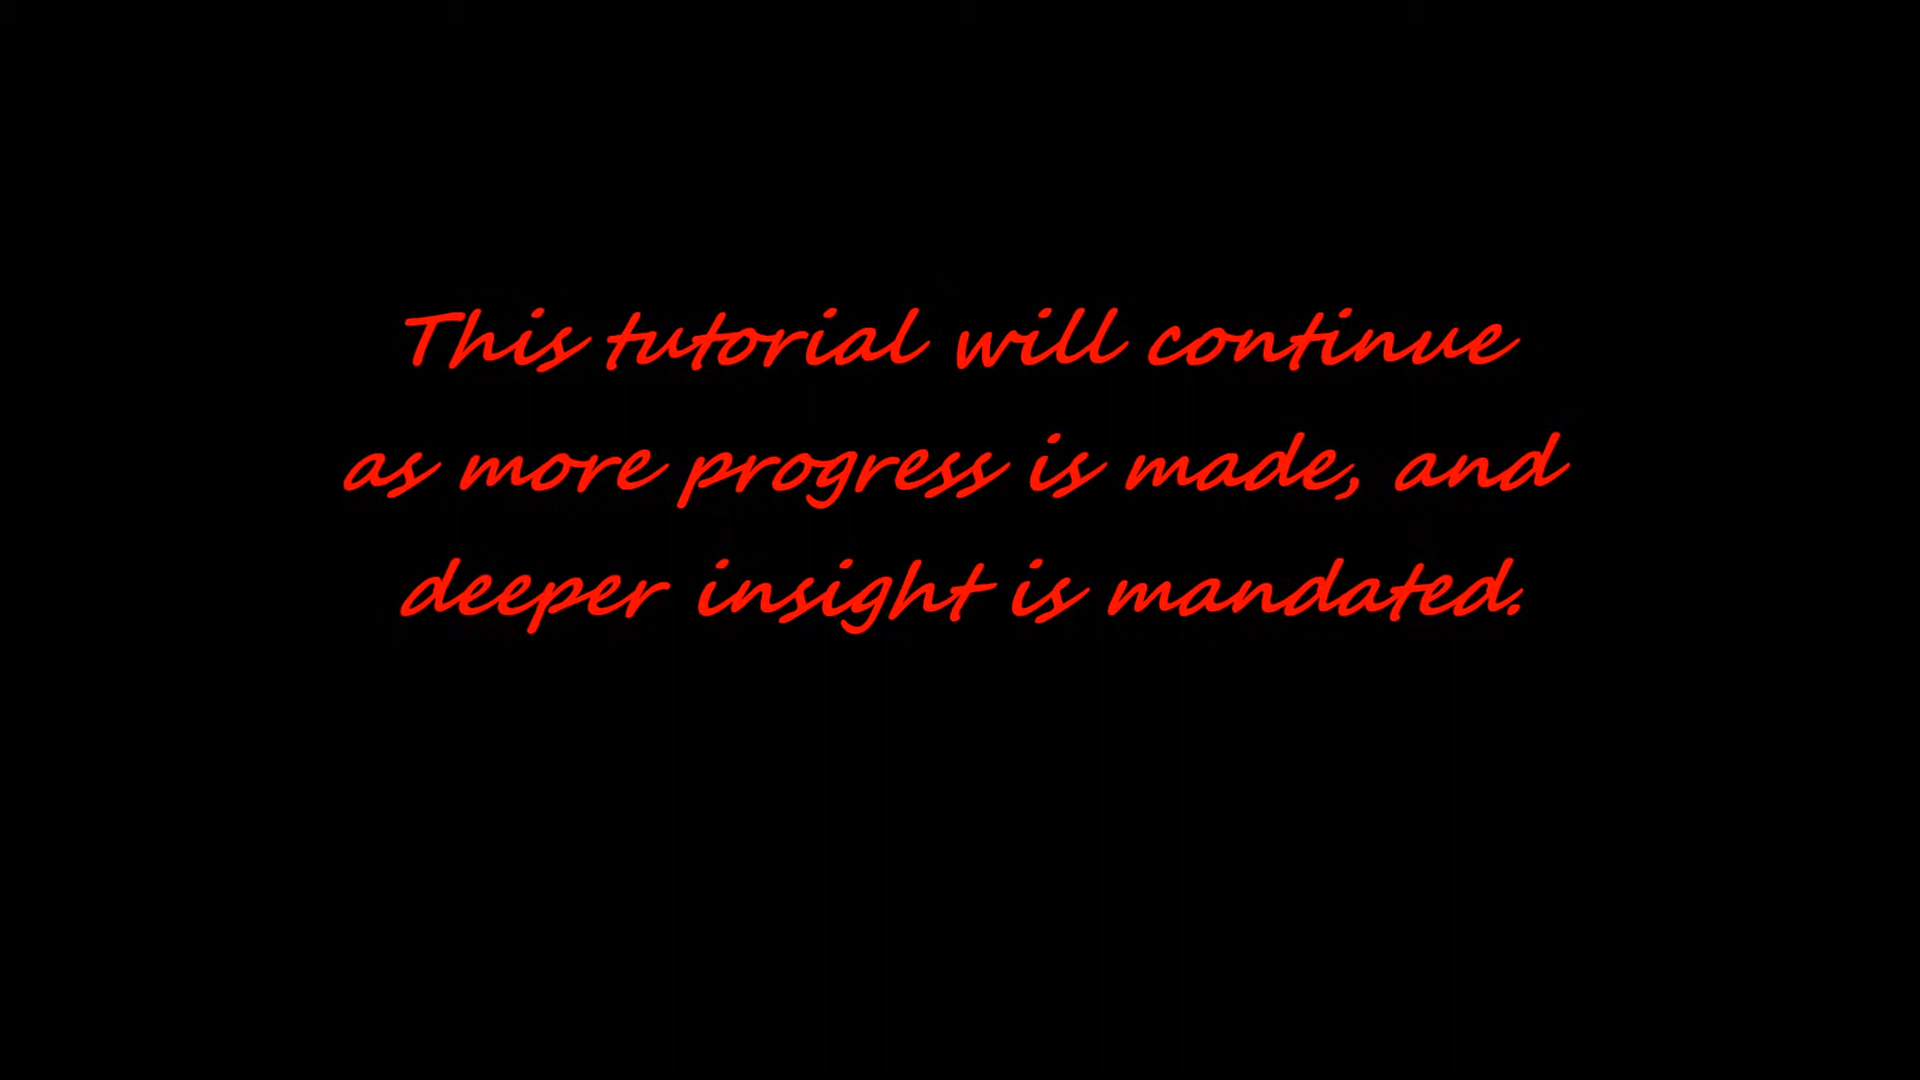 This tutorial will continue
as more progress is made, and
deeper insight is mandated.